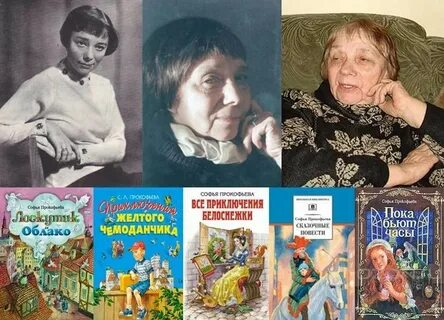 Софья Прокофьева
Лоскутик
и
Облако
С. Л. ПРОКОФЬЕВА
Приключения
ЖЕЛТОГО
ЧЕМОДАНЧИКА
СОФЬЯ ПРОКОФЬЕВА
ВСЕ ПРИКЛЮЧЕНИЯ
БЕЛОСНЕЖКИ
Софья Прокофьева
СКАЗОЧНЫЕ
ПОВЕСТИ
Софья Прокофьева
Пока
бьют
часы